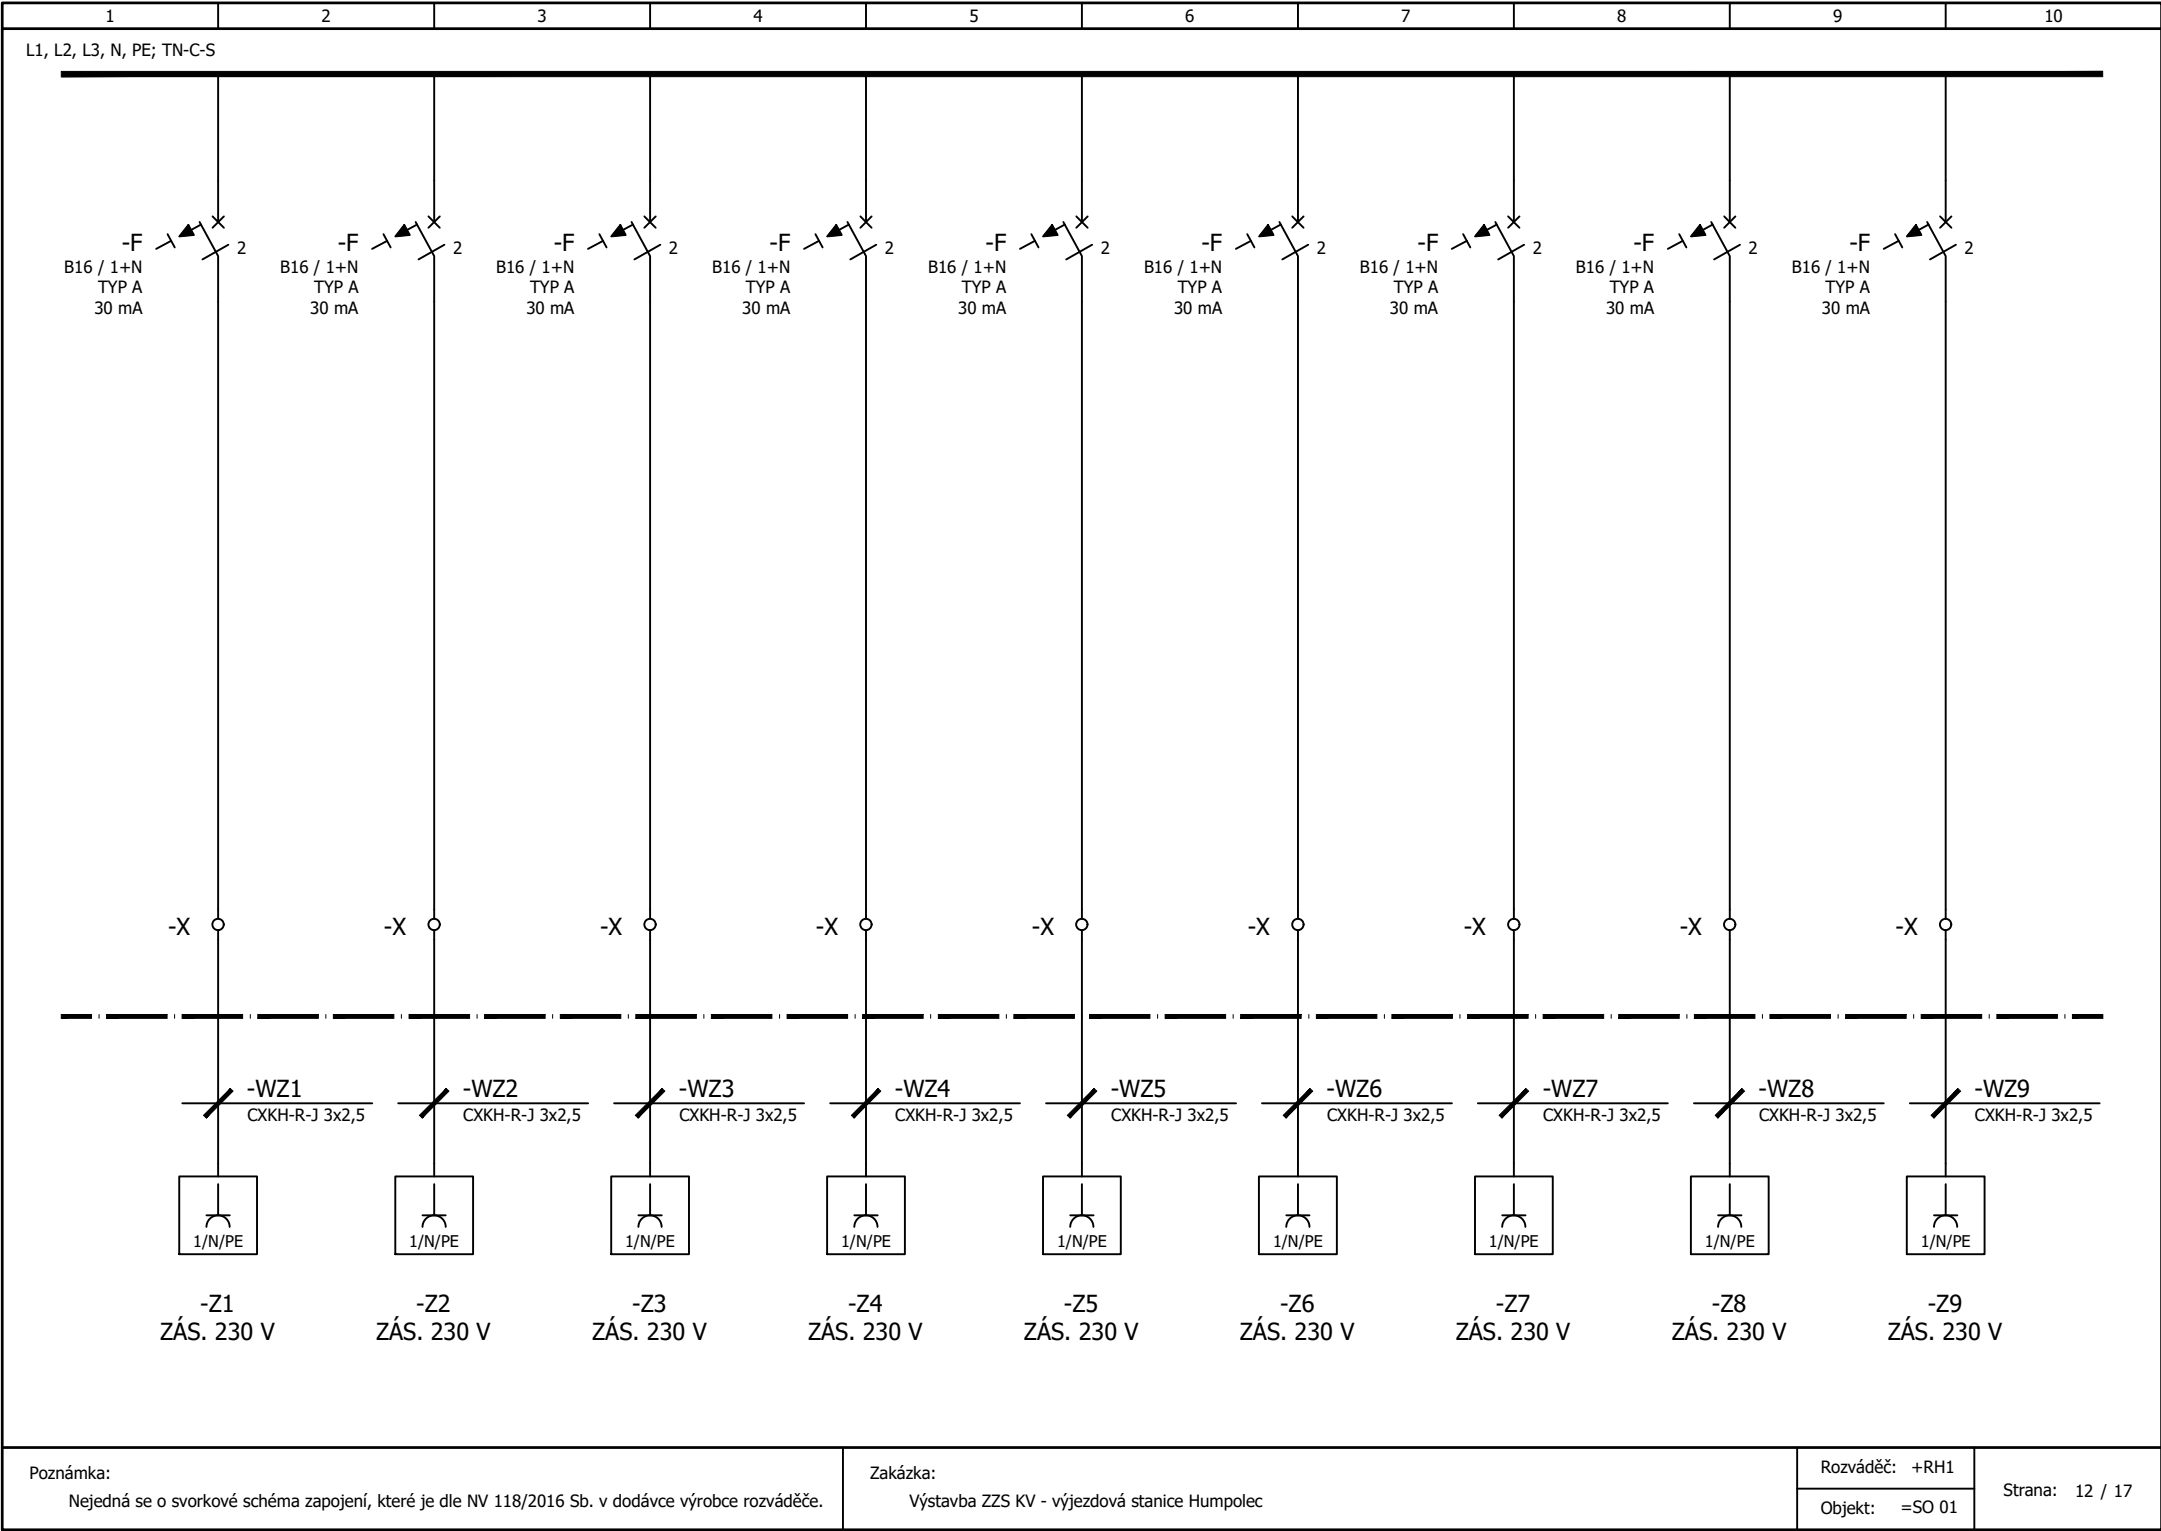 1 2 3 4 5 6 7 8 9 10
L1, L2, L3, N, PE; TN-C-S
-F 2 -F 2 -F 2 -F 2 -F 2 -F 2 -F 2 -F 2 -F 2
B16 / 1+N B16 / 1+N B16 / 1+N B16 / 1+N B16 / 1+N B16 / 1+N B16 / 1+N B16 / 1+N B16 / 1+N
TYP A TYP A TYP A TYP A TYP A TYP A TYP A TYP A TYP A
30 mA 30 mA 30 mA 30 mA 30 mA 30 mA 30 mA 30 mA 30 mA
-X -X -X -X -X -X -X -X -X
-WZ1 -WZ2 -WZ3 -WZ4 -WZ5 -WZ6 -WZ7 -WZ8 -WZ9
CXKH-R-J 3x2,5 CXKH-R-J 3x2,5 CXKH-R-J 3x2,5 CXKH-R-J 3x2,5 CXKH-R-J 3x2,5 CXKH-R-J 3x2,5 CXKH-R-J 3x2,5 CXKH-R-J 3x2,5 CXKH-R-J 3x2,5
1/N/PE 1/N/PE 1/N/PE 1/N/PE 1/N/PE 1/N/PE 1/N/PE 1/N/PE 1/N/PE
-Z1 -Z2 -Z3 -Z4 -Z5 -Z6 -Z7 -Z8 -Z9
ZÁS. 230 V ZÁS. 230 V ZÁS. 230 V ZÁS. 230 V ZÁS. 230 V ZÁS. 230 V ZÁS. 230 V ZÁS. 230 V ZÁS. 230 V
Poznámka:
Nejedná se o svorkové schéma zapojení, které je dle NV 118/2016 Sb. v dodávce výrobce rozváděče.
Zakázka:
Výstavba ZZS KV - výjezdová stanice Humpolec
Rozváděč: +RH1
Objekt: =SO 01
Strana: 12 / 17